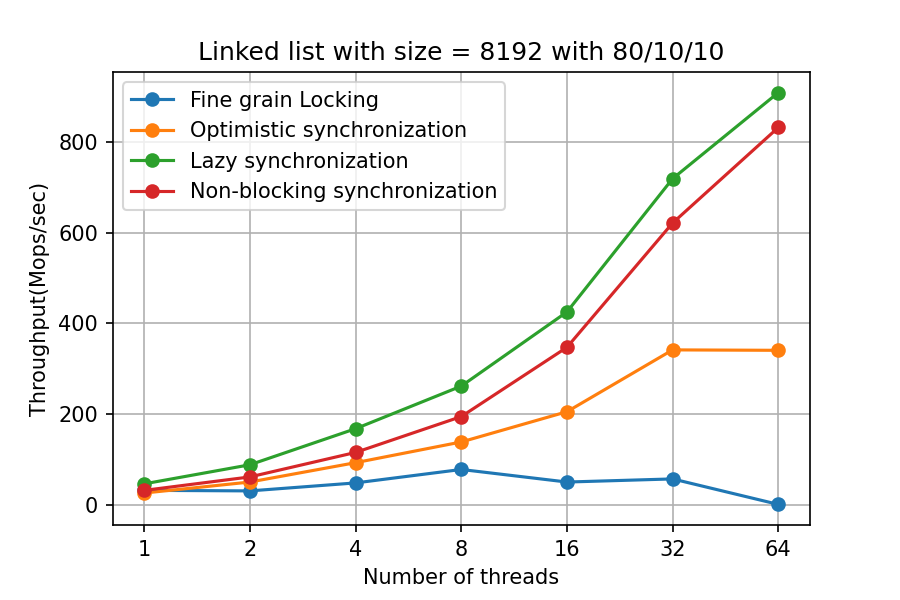 Linked list with size = 8192 with 80/10/10
Fine grain Locking
Optimistic synchronization
Lazy synchronization
Non-blocking synchronization
Throughput(Mops/sec)
800
600
400
200
0
1 2 4 8 16 32 64
Number of threads